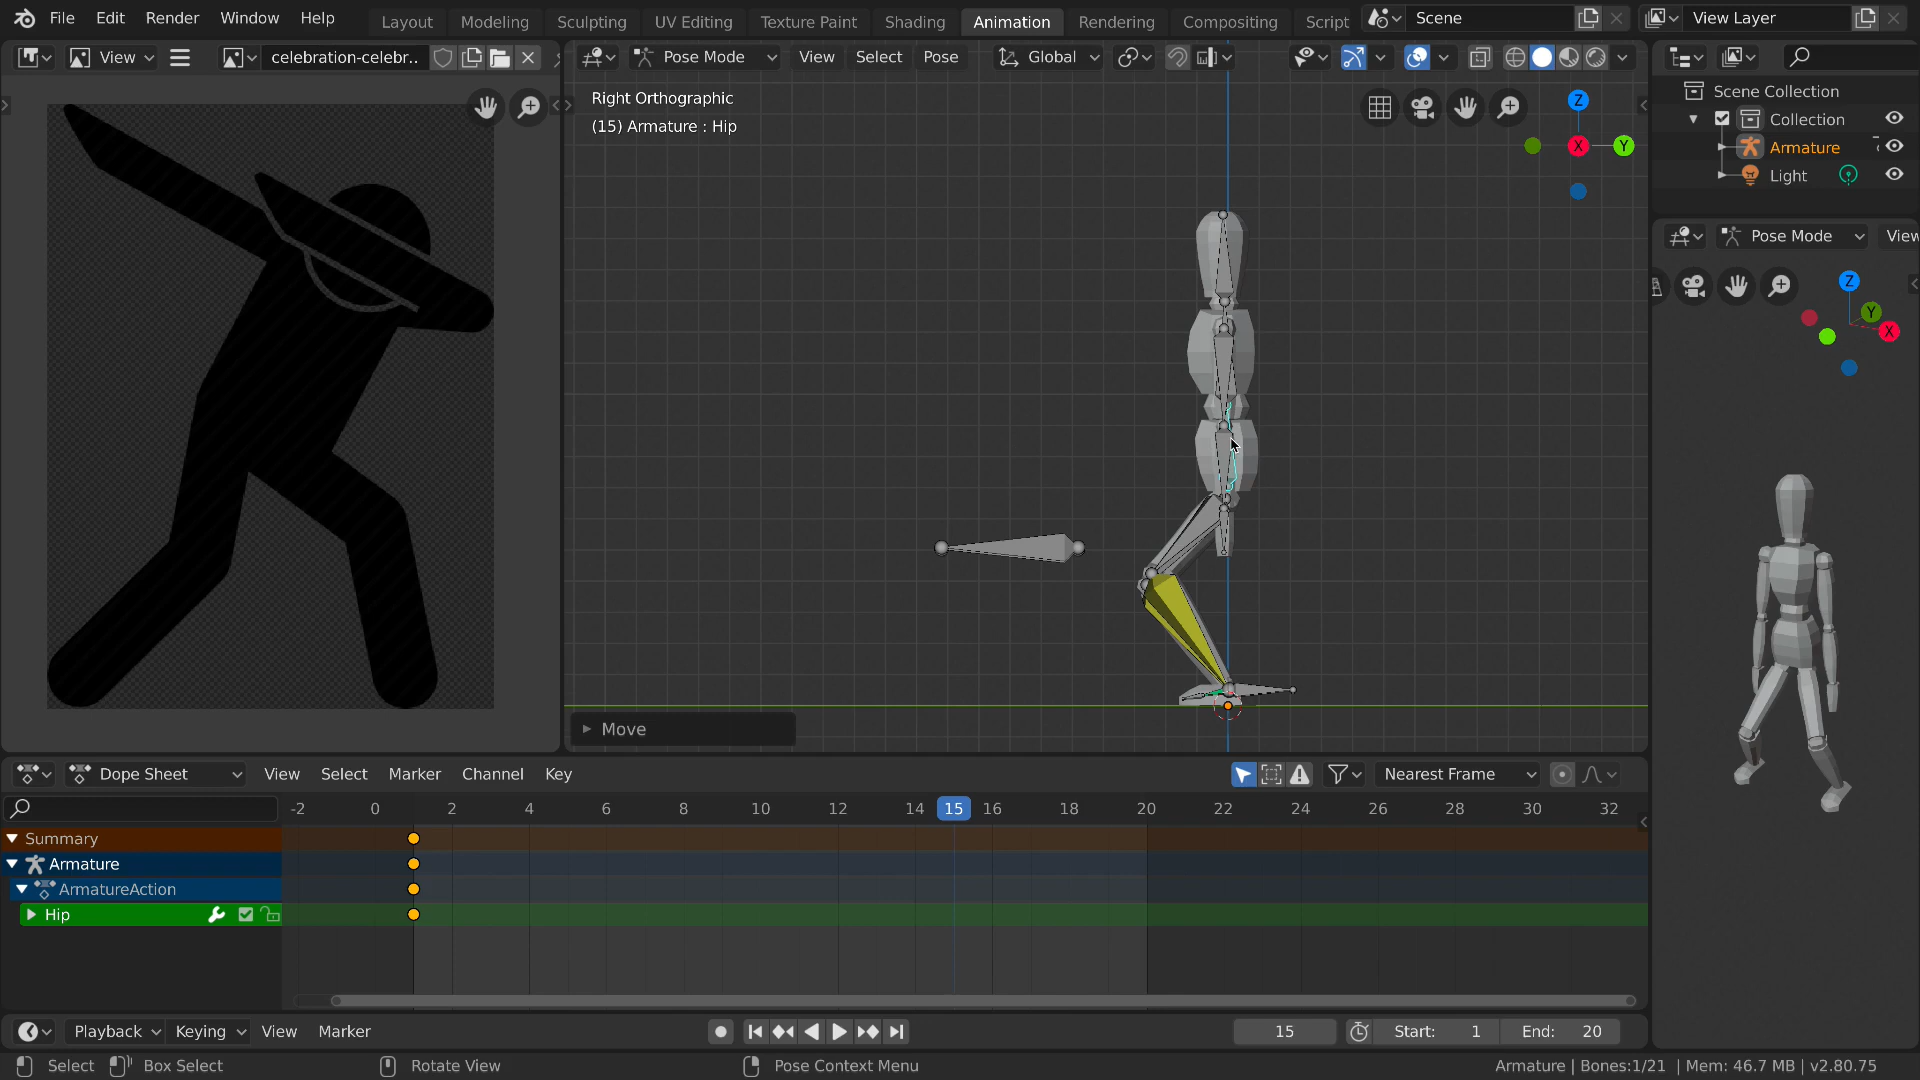 File Edit Render Window Help Layout Modeling Sculpting UV Editing Texture Paint Shading Animation Rendering Compositing Script Scene View Layer
View celebration-celebr.. Pose Mode View Select Pose Global
Right Orthographic
(15) Armature : Hip
Z
X
Y
Scene Collection
Collection
Armature
Light
Pose Mode View
Z
Y
X
Move
Dope Sheet View Select Marker Channel Key Nearest Frame
-2 0 2 4 6 8 10 12 14 15 16 18 20 22 24 26 28 30 32
Summary
Armature
ArmatureAction
Hip
Playback Keying View Marker 15 Start: 1 End: 20
Select Box Select Rotate View Pose Context Menu Armature | Bones:1/21 | Mem: 46.7 MB | v2.80.75